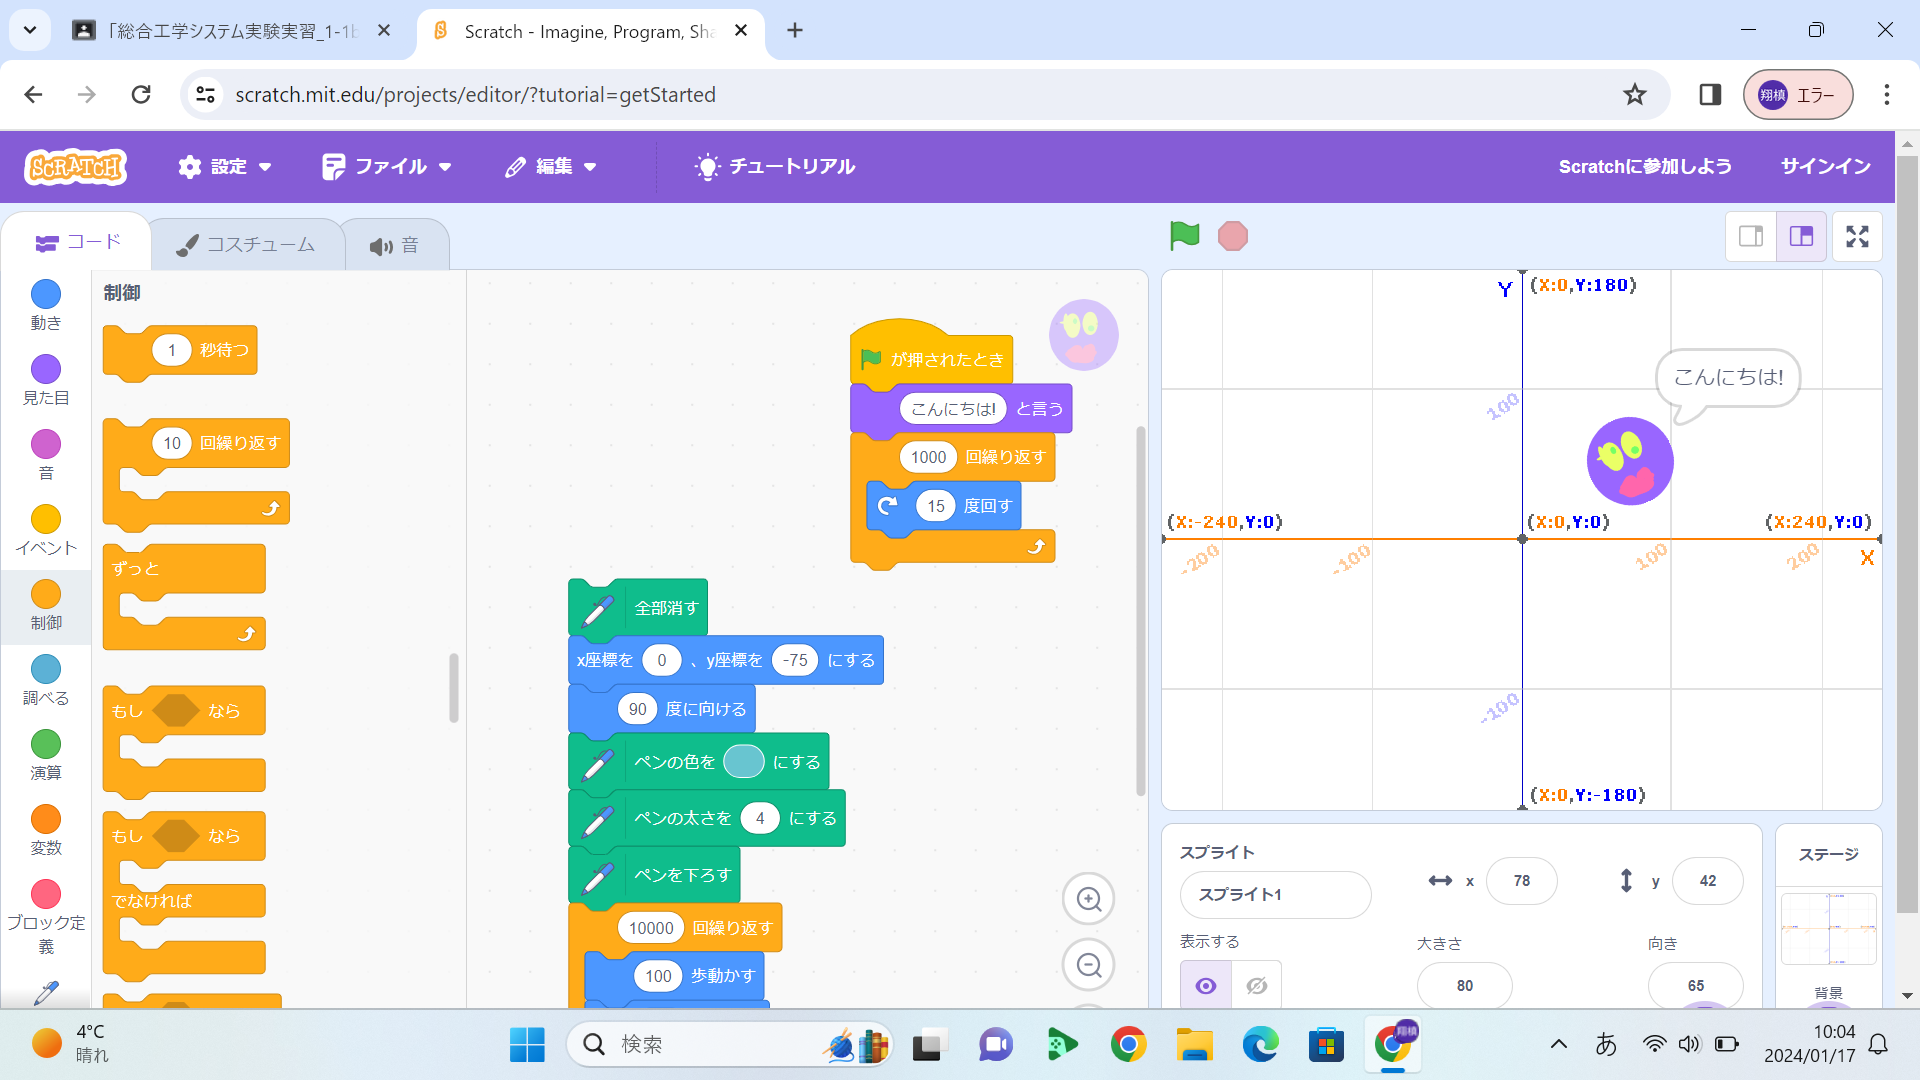 「総合工学システム実験実習_1-1b
Scratch - Imagine, Program, Sha
scratch.mit.edu/projects/editor/?tutorial=getStarted
翔槙 エラー
SCRATCH
設定
ファイル
編集
チュートリアル
Scratchに参加しよう
サインイン
コード
コスチューム
音
動き
見た目
音
イベント
制御
調べる
演算
変数
ブロック定
義
制御
1 秒待つ
10 回繰り返す
ずっと
もし なら
もし なら
でなければ
が押されたとき
こんにちは! と言う
1000 回繰り返す
15 度回す
全部消す
x座標を 0 、y座標を -75 にする
90 度に向ける
ペンの色を にする
ペンの太さを 4 にする
ペンを下ろす
10000 回繰り返す
100 歩動かす
Y (X:0,Y:180)
こんにちは!
100
(X:-240,Y:0) (X:0,Y:0) (X:240,Y:0)
-200 -100 100 200 X
-100
(X:0,Y:-180)
スプライト
スプライト1
x 78
y 42
表示する
大きさ
向き
80
65
ステージ
背景
4°C
晴れ
検索
翔槙
あ
10:04
2024/01/17